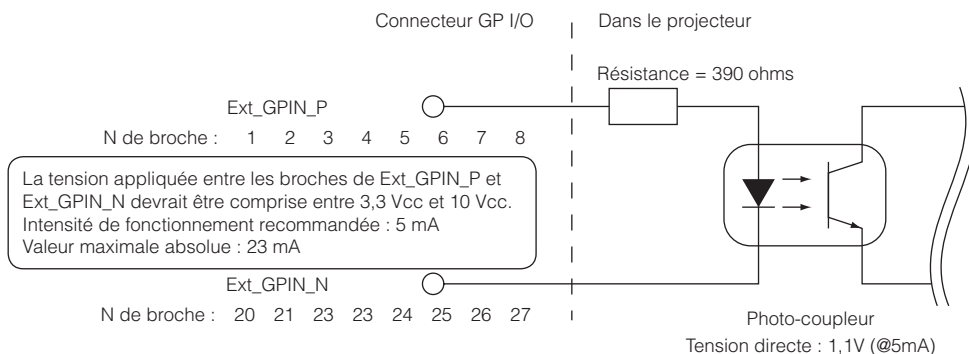 Connecteur GP I/O
Dans le projecteur
Résistance = 390 ohms
Ext_GPIN_P
N de broche : 1 2 3 4 5 6 7 8
La tension appliquée entre les broches de Ext_GPIN_P et
Ext_GPIN_N devrait être comprise entre 3,3 Vcc et 10 Vcc.
Intensité de fonctionnement recommandée : 5 mA
Valeur maximale absolue : 23 mA
Ext_GPIN_N
N de broche : 20 21 23 23 24 25 26 27
Photo-coupleur
Tension directe : 1,1V (@5mA)